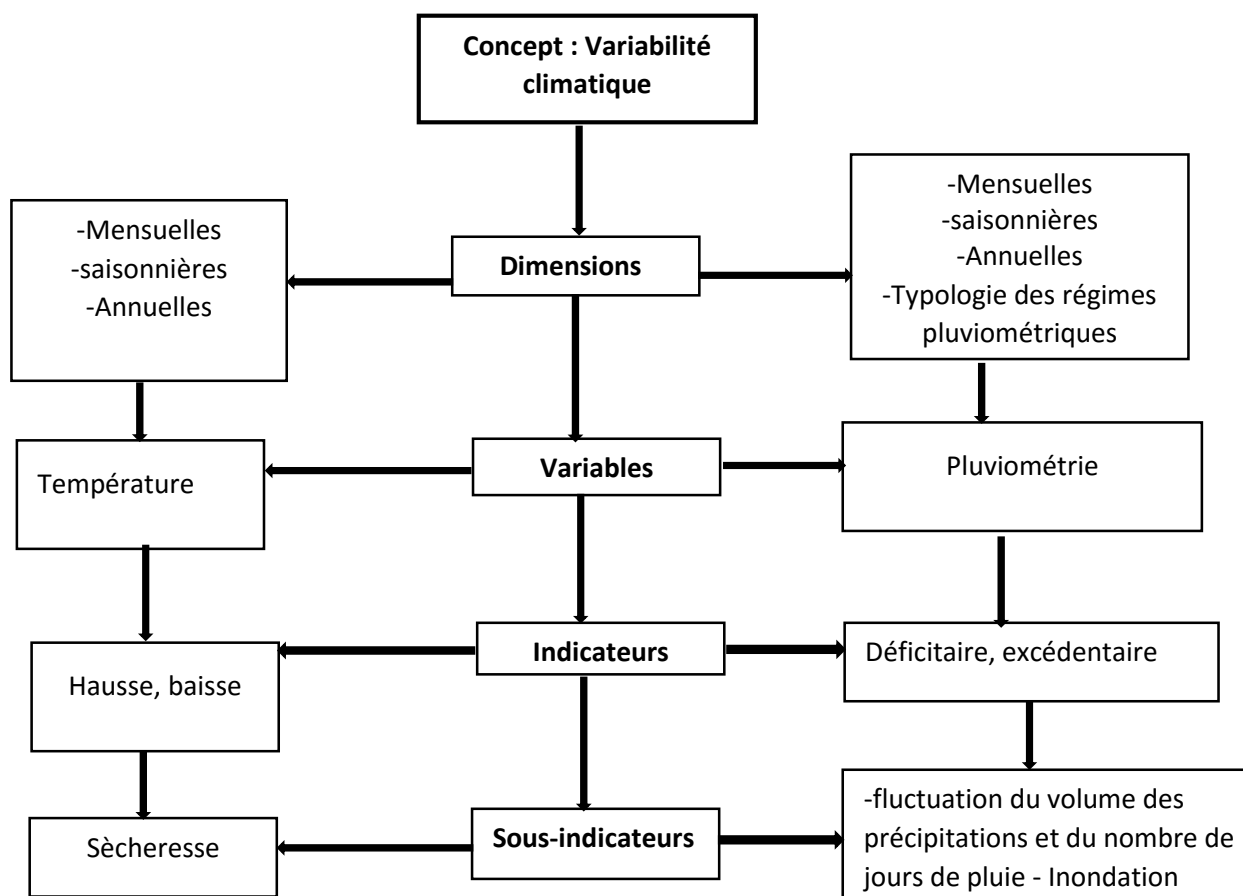 Concept : Variabilité
climatique
-Mensuelles
-saisonnières
-Annuelles
Dimensions
-Mensuelles
-saisonnières
-Annuelles
-Typologie des régimes
pluviométriques
Température
Variables
Pluviométrie
Hausse, baisse
Indicateurs
Déficitaire, excédentaire
Sècheresse
Sous-indicateurs
-fluctuation du volume des
précipitations et du nombre de
jours de pluie - Inondation